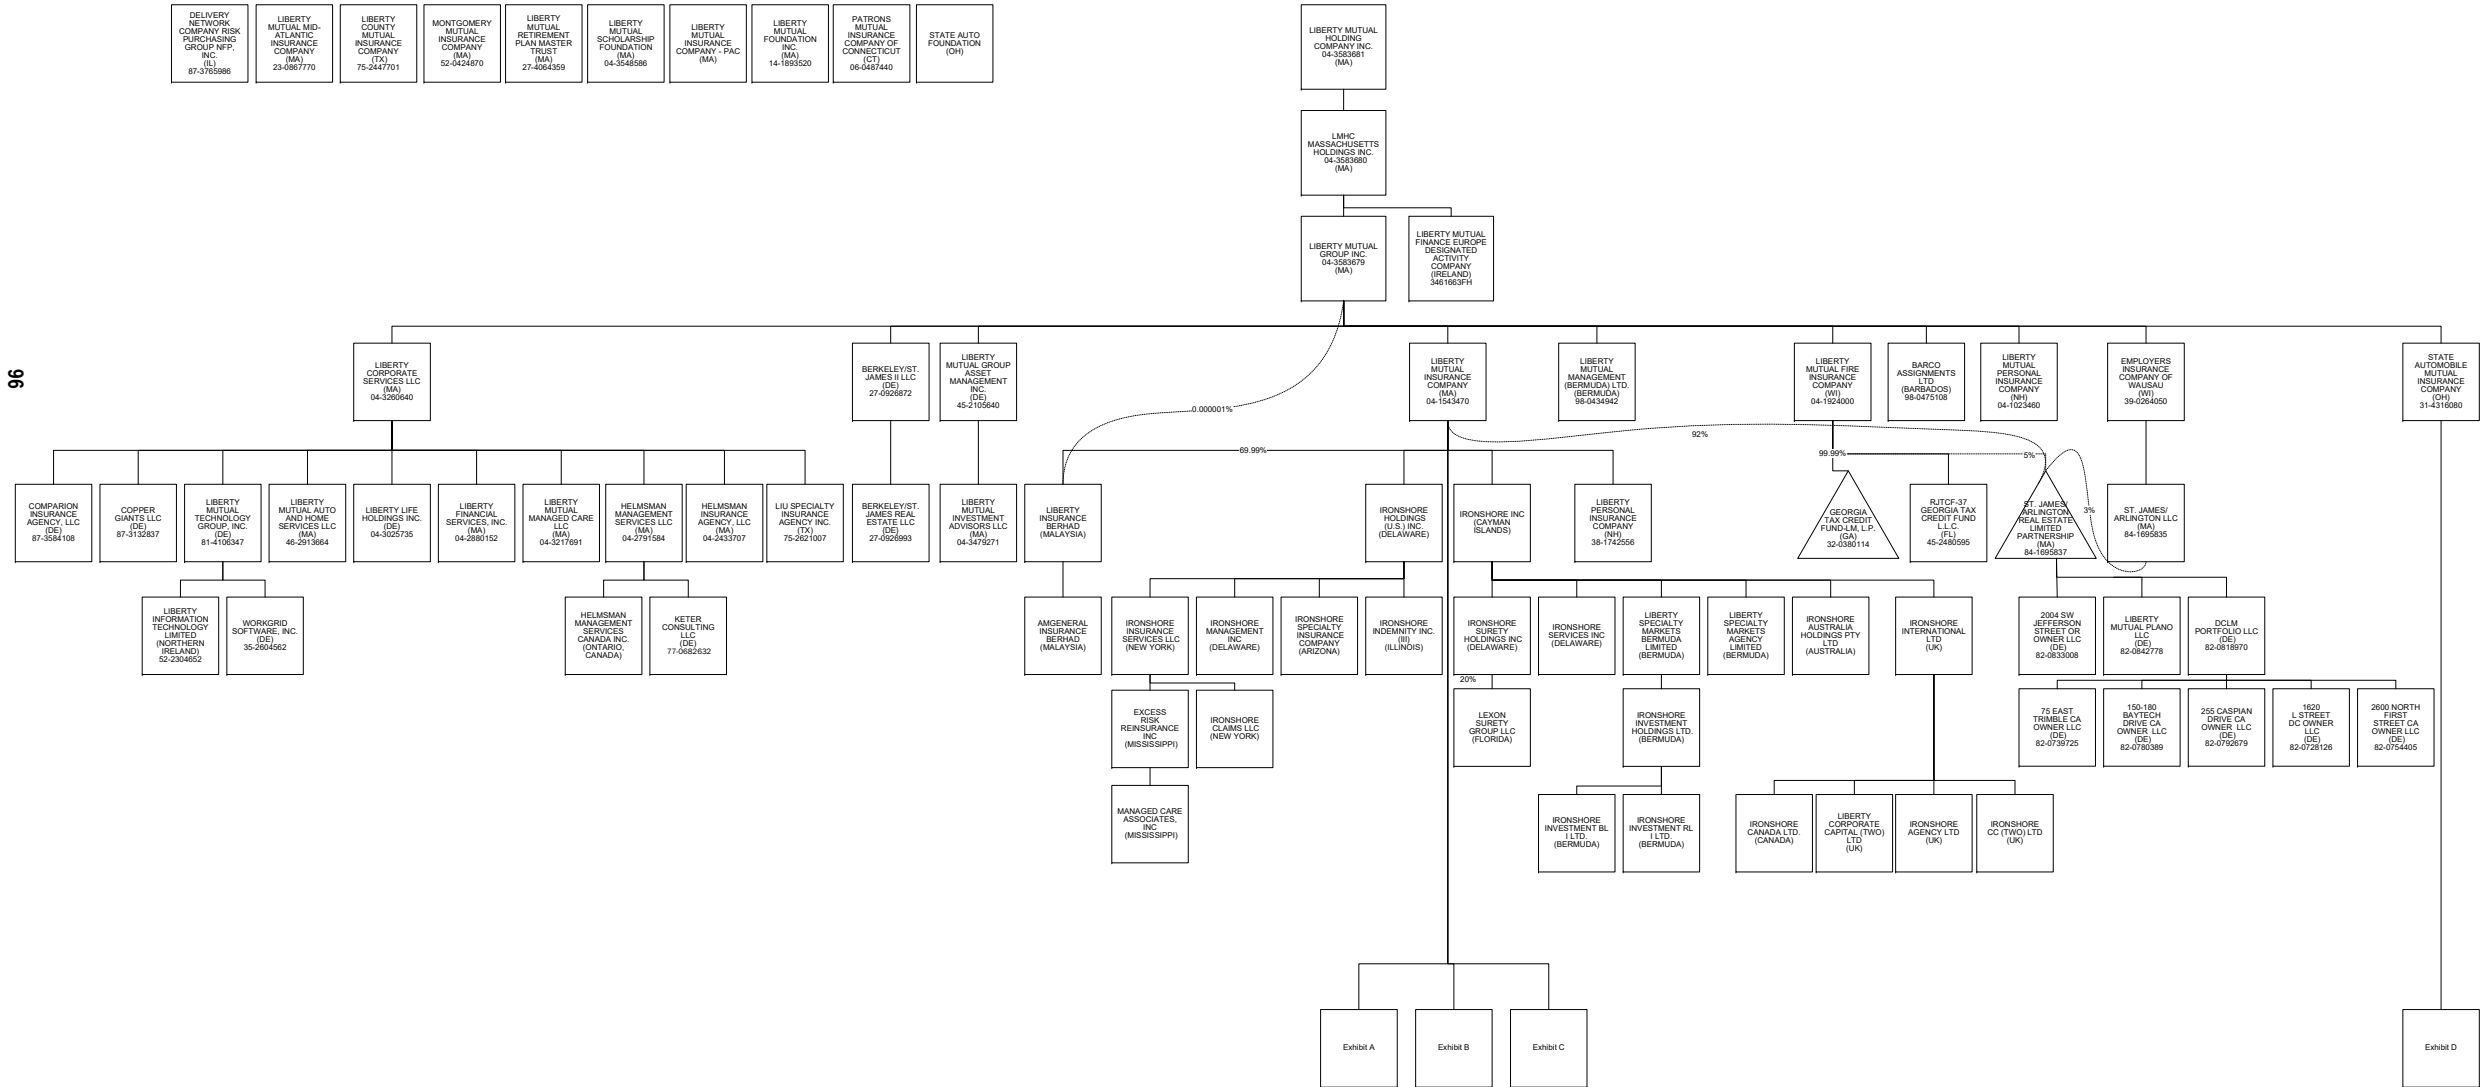 DELIVERY
NETWORK
COMPANY RISK
PURCHASING
GROUP NFP,
INC.
(IL)
87-3765986
LIBERTY
MUTUAL MID-
ATLANTIC
INSURANCE
COMPANY
(MA)
23-0867770
LIBERTY
COUNTY
MUTUAL
INSURANCE
COMPANY
(TX)
75-2447701
MONTGOMERY
MUTUAL
INSURANCE
COMPANY
(MA)
52-0424870
LIBERTY
MUTUAL
RETIREMENT
PLAN MASTER
TRUST
(MA)
27-4064359
LIBERTY
MUTUAL
SCHOLARSHIP
FOUNDATION
(MA)
04-3548586
LIBERTY
MUTUAL
INSURANCE
COMPANY - PAC
(MA)
LIBERTY
MUTUAL
FOUNDATION
INC.
(MA)
14-1893520
PATRONS
MUTUAL
INSURANCE
COMPANY OF
CONNECTICUT
(CT)
06-0487440
STATE AUTO
FOUNDATION
(OH)
LIBERTY MUTUAL
HOLDING
COMPANY INC.
04-3583681
(MA)
LMHC
MASSACHUSETTS
HOLDINGS INC.
04-3583680
(MA)
LIBERTY MUTUAL
GROUP INC.
04-3583679
(MA)
LIBERTY MUTUAL
FINANCE EUROPE
DESIGNATED
ACTIVITY
COMPANY
(IRELAND)
3461663FH
96
LIBERTY
CORPORATE
SERVICES LLC
(MA)
04-3260640
BERKELEY/ST.
JAMES II LLC
(DE)
27-0926872
LIBERTY
MUTUAL GROUP
ASSET
MANAGEMENT
INC.
(DE)
45-2105640
LIBERTY
MUTUAL
INSURANCE
COMPANY
(MA)
04-1543470
LIBERTY
MUTUAL
MANAGEMENT
(BERMUDA) LTD.
(BERMUDA)
98-0434942
LIBERTY
MUTUAL FIRE
INSURANCE
COMPANY
(WI)
04-1924000
BARCO
ASSIGNMENTS
LTD
(BARBADOS)
98-0475108
LIBERTY
MUTUAL
PERSONAL
INSURANCE
COMPANY
(NH)
04-1023460
EMPLOYERS
INSURANCE
COMPANY OF
WAUSAU
(WI)
39-0264050
STATE
AUTOMOBILE
MUTUAL
INSURANCE
COMPANY
(OH)
31-4316080
0.000001%
69.99%
92%
99.99%
5%
3%
COMPARION
INSURANCE
AGENCY, LLC
(DE)
87-3584108
COPPER
GIANTS LLC
(DE)
87-3132837
LIBERTY
MUTUAL
TECHNOLOGY
GROUP, INC.
(DE)
81-4106347
LIBERTY
MUTUAL AUTO
AND HOME
SERVICES LLC
(MA)
46-2913664
LIBERTY LIFE
HOLDINGS INC.
(DE)
04-3025735
LIBERTY
FINANCIAL
SERVICES, INC.
(MA)
04-2880152
LIBERTY
MUTUAL
MANAGED CARE
LLC
(MA)
04-3217691
HELMSMAN
MANAGEMENT
SERVICES LLC
(MA)
04-2791584
HELMSMAN
INSURANCE
AGENCY, LLC
(MA)
04-2433707
LIU SPECIALTY
INSURANCE
AGENCY INC.
(TX)
75-2621007
BERKELEY/ST.
JAMES REAL
ESTATE LLC
(DE)
27-0926993
LIBERTY
MUTUAL
INVESTMENT
ADVISORS LLC
(MA)
04-3479271
LIBERTY
INSURANCE
BERHAD
(MALAYSIA)
IRONSHORE
HOLDINGS
(U.S.) INC.
(DELAWARE)
IRONSHORE INC
(CAYMAN
ISLANDS)
LIBERTY
PERSONAL
INSURANCE
COMPANY
(NH)
38-1742556
GEORGIA
TAX CREDIT
FUND-LM, L.P.
(GA)
32-0380114
RJTCF-37
GEORGIA TAX
CREDIT FUND
L.L.C.
(FL)
45-2480595
ST. JAMES/
ARLINGTON
REAL ESTATE
LIMITED
PARTNERSHIP
(MA)
84-1695837
ST. JAMES/
ARLINGTON LLC
(MA)
84-1695835
LIBERTY
INFORMATION
TECHNOLOGY
LIMITED
(NORTHERN
IRELAND)
52-2304652
WORKGRID
SOFTWARE, INC.
(DE)
35-2604562
HELMSMAN
MANAGEMENT
SERVICES
CANADA INC.
(ONTARIO,
CANADA)
KETER
CONSULTING
LLC
(DE)
77-0682632
AMGENERAL
INSURANCE
BERHAD
(MALAYSIA)
IRONSHORE
INSURANCE
SERVICES LLC
(NEW YORK)
IRONSHORE
MANAGEMENT
INC
(DELAWARE)
IRONSHORE
SPECIALTY
INSURANCE
COMPANY
(ARIZONA)
IRONSHORE
INDEMNITY INC.
(III)
(ILLINOIS)
IRONSHORE
SURETY
HOLDINGS INC
(DELAWARE)
IRONSHORE
SERVICES INC
(DELAWARE)
LIBERTY
SPECIALTY
MARKETS
BERMUDA
LIMITED
(BERMUDA)
LIBERTY
SPECIALTY
MARKETS
AGENCY
LIMITED
(BERMUDA)
IRONSHORE
AUSTRALIA
HOLDINGS PTY
LTD
(AUSTRALIA)
IRONSHORE
INTERNATIONAL
LTD
(UK)
2004 SW
JEFFERSON
STREET OR
OWNER LLC
(DE)
82-0833008
LIBERTY
MUTUAL PLANO
LLC
(DE)
82-0842778
DCLM
PORTFOLIO LLC
(DE)
82-0818970
20%
EXCESS
RISK
REINSURANCE
INC
(MISSISSIPPI)
IRONSHORE
CLAIMS LLC
(NEW YORK)
LEXON
SURETY
GROUP LLC
(FLORIDA)
IRONSHORE
INVESTMENT
HOLDINGS LTD.
(BERMUDA)
75 EAST
TRIMBLE CA
OWNER LLC
(DE)
82-0739725
150-180
BAYTECH
DRIVE CA
OWNER LLC
(DE)
82-0780389
255 CASPIAN
DRIVE CA
OWNER LLC
(DE)
82-0792679
1620
L STREET
DC OWNER
LLC
(DE)
82-0728126
2600 NORTH
FIRST
STREET CA
OWNER LLC
(DE)
82-0754405
MANAGED CARE
ASSOCIATES,
INC
(MISSISSIPPI)
IRONSHORE
INVESTMENT BL
I LTD.
(BERMUDA)
IRONSHORE
INVESTMENT RL
I LTD.
(BERMUDA)
IRONSHORE
CANADA LTD.
(CANADA)
LIBERTY
CORPORATE
CAPITAL (TWO)
LTD
(UK)
IRONSHORE
AGENCY LTD
(UK)
IRONSHORE
CC (TWO) LTD
(UK)
Exhibit A
Exhibit B
Exhibit C
Exhibit D